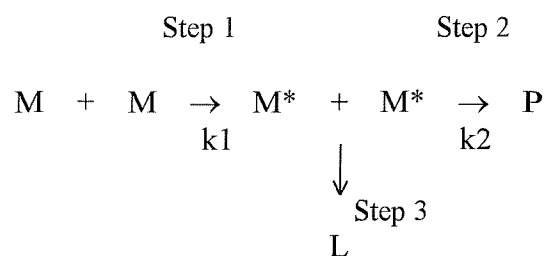 Step 1 Step 2
M + M → M* + M* → P
k1 k2
↓
Step 3
L